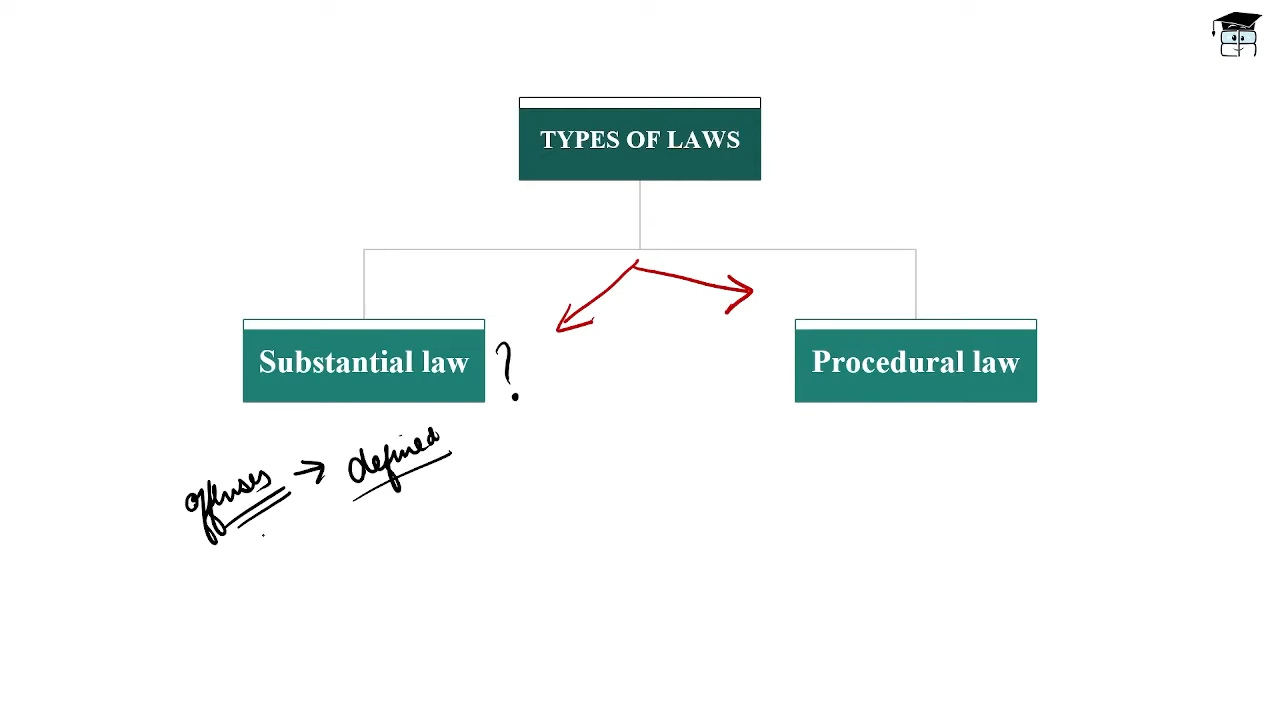 TYPES OF LAWS
Substantial law ?
Procedural law
offenses → defined